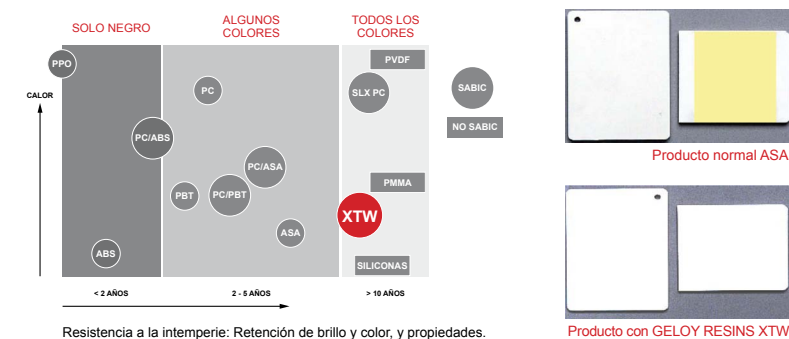 SOLO NEGRO
ALGUNOS
COLORES
TODOS LOS
COLORES
CALOR
PPO
PC
PVDF
SLX PC
SABIC
NO SABIC
PC/ABS
PC/ASA
PBT
PC/PBT
PMMA
XTW
ASA
ABS
SILICONAS
< 2 AÑOS
2 - 5 AÑOS
> 10 AÑOS
Resistencia a la intemperie: Retención de brillo y color, y propiedades.
Producto normal ASA
Producto con GELOY RESINS XTW